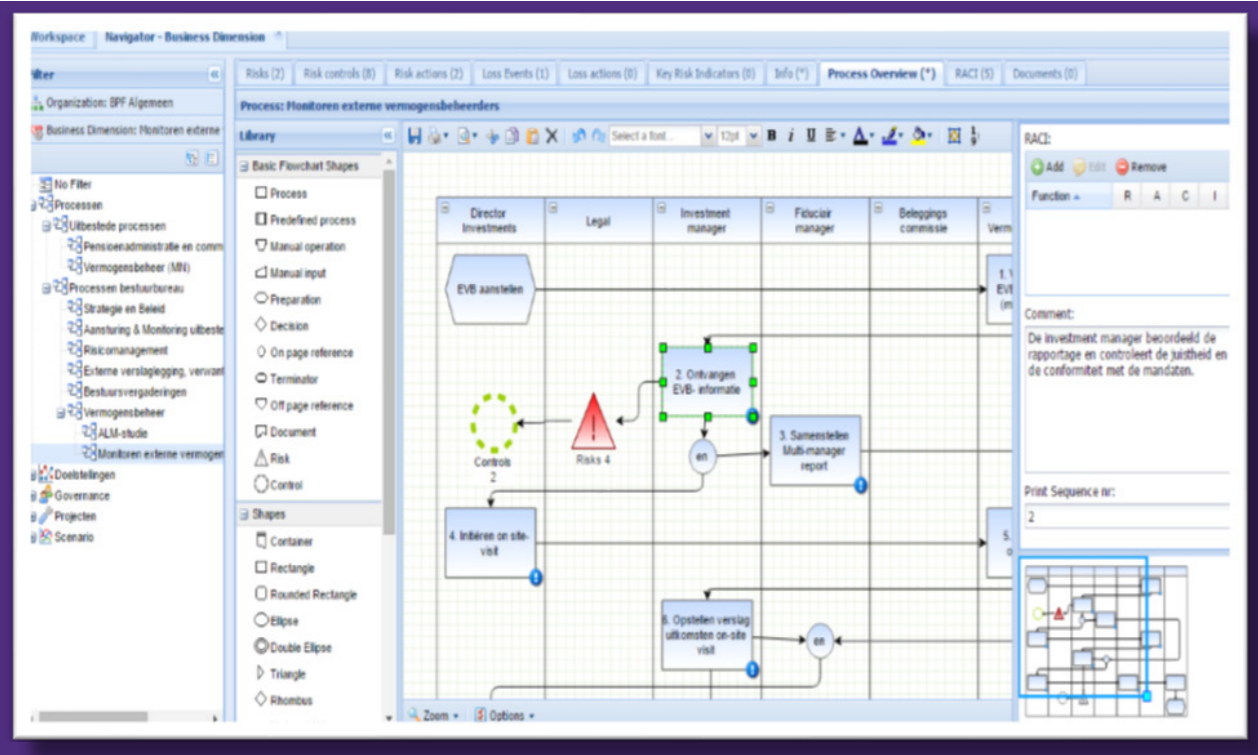 Workspace
Navigator - Business Dimension
Filter
Organization: BPF Algemeen
Business Dimension: Monitoren externe
No Filter
Processen
Uitbestede processen
Pensioenadministratie en comm
Vermogensbeheer (MN)
Processen bestuurbureau
Strategie en Beleid
Aansturing & Monitoring uitbeste
Risicomanagement
Externe verslaglegging, verwant
Bestuursvergaderingen
Vermogensbeheer
ALM-studie
Monitoren externe vermogen
Doelstellingen
Governance
Projecten
Scenario
Risks (2)
Risk controls (8)
Risk actions (2)
Loss Events (1)
Loss actions (0)
Key Risk Indicators (0)
Info (*)
Process Overview (*)
RACI (5)
Documents (0)
Process: Monitoren externe vermogensbeheerders
Library
Basic Flowchart Shapes
Process
Predefined process
Manual operation
Manual input
Preparation
Decision
On page reference
Terminator
Off page reference
Document
Risk
Control
Shapes
Container
Rectangle
Rounded Rectangle
Ellipse
Double Ellipse
Triangle
Rhombus
Select a font...
12pt
B i U
Director
Investments
Legal
Investment
manager
Fiduciair
manager
Beleggings
commissie
Verm
EVB aanstellen
1. V
EVB
(m
2. Ontvangen
EVB- informatie
Controls
2
Risks 4
en
3. Samenstellen
Multi-manager
report
4. Initiëren on site-
visit
5.
o
6. Opstellen verslag
uitkomsten on-site
visit
en
Zoom
Options
RACI:
Add
Edit
Remove
Function
R
A
C
I
Comment:
De investment manager beoordeeld de
rapportage en controleert de juistheid en
de conformiteit met de mandaten.
Print Sequence nr:
2